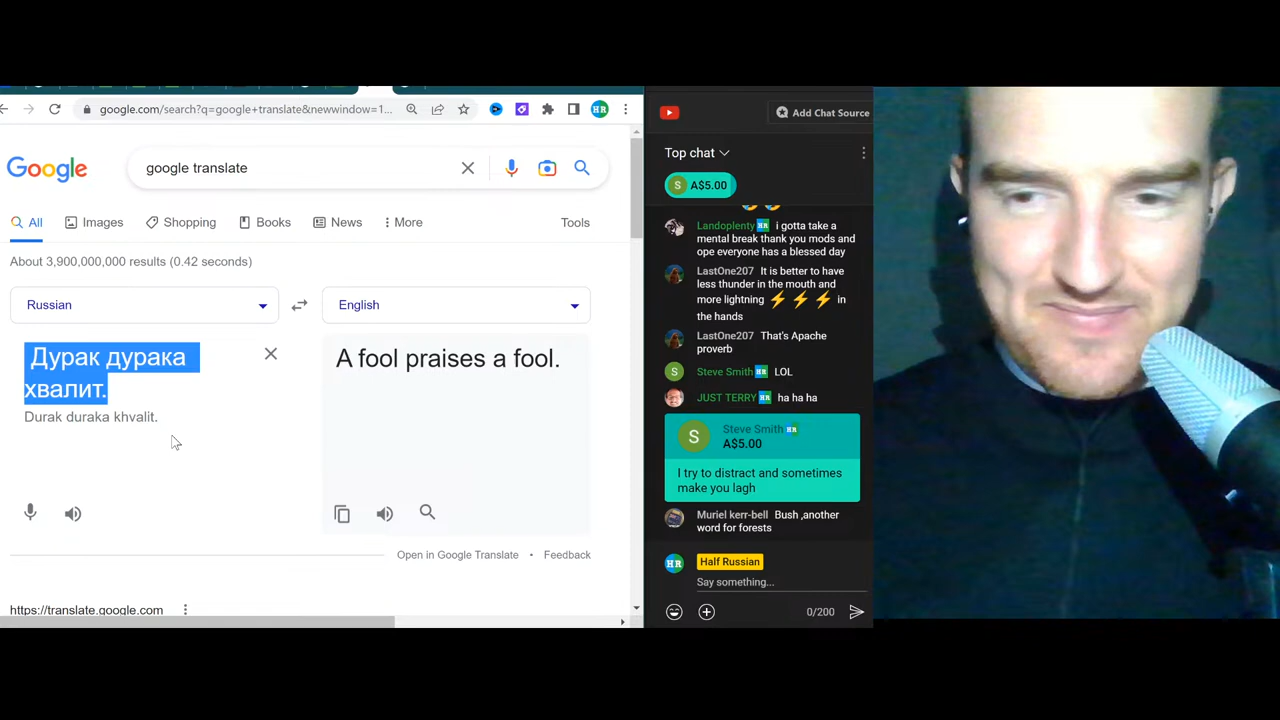 google.com/search?q=google+translate&newwindow=1...
HR
Google
google translate
All
Images
Shopping
Books
News
More
Tools
About 3,900,000,000 results (0.42 seconds)
Russian
English
Дурак дурака
хвалит.
Durak duraka khvalit.
A fool praises a fool.
Open in Google Translate • Feedback
https://translate.google.com
Add Chat Source
Top chat
S A$5.00
Landoplenty HR i gotta take a
mental break thank you mods and
ope everyone has a blessed day
LastOne207 It is better to have
less thunder in the mouth and
more lightning ⚡⚡⚡ in
the hands
LastOne207 That's Apache
proverb
S Steve Smith HR LOL
JUST TERRY HR ha ha ha
S Steve Smith HR
A$5.00
I try to distract and sometimes
make you lagh
Muriel kerr-bell Bush ,another
word for forests
HR Half Russian
Say something...
0/200